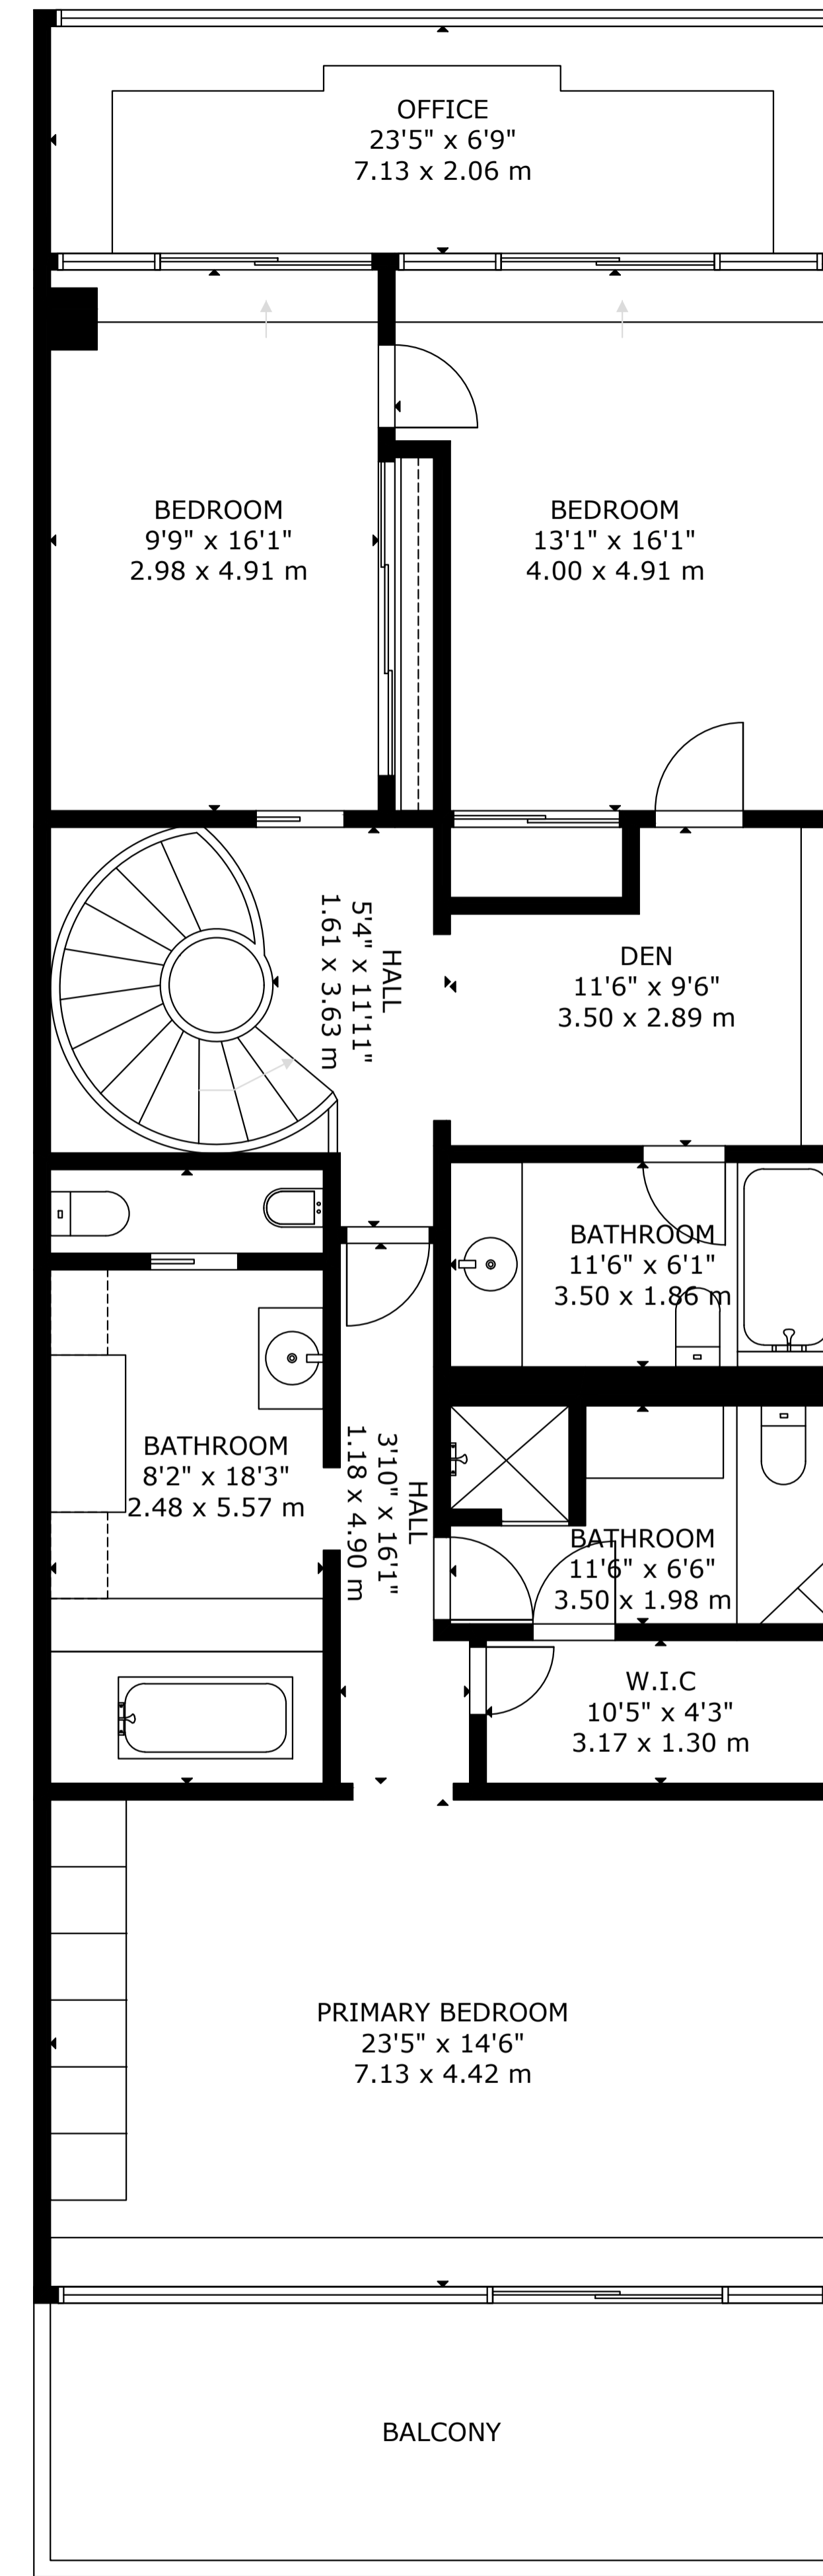 OFFICE
23'5" x 6'9"
7.13 x 2.06 m
BEDROOM
9'9" x 16'1"
2.98 x 4.91 m
BEDROOM
13'1" x 16'1"
4.00 x 4.91 m
HALL
5'4" x 11'11"
1.61 x 3.63 m
DEN
11'6" x 9'6"
3.50 x 2.89 m
BATHROOM
11'6" x 6'1"
3.50 x 1.86 m
BATHROOM
8'2" x 18'3"
2.48 x 5.57 m
HALL
3'10" x 16'1"
1.18 x 4.90 m
BATHROOM
11'6" x 6'6"
3.50 x 1.98 m
W.I.C
10'5" x 4'3"
3.17 x 1.30 m
PRIMARY BEDROOM
23'5" x 14'6"
7.13 x 4.42 m
BALCONY